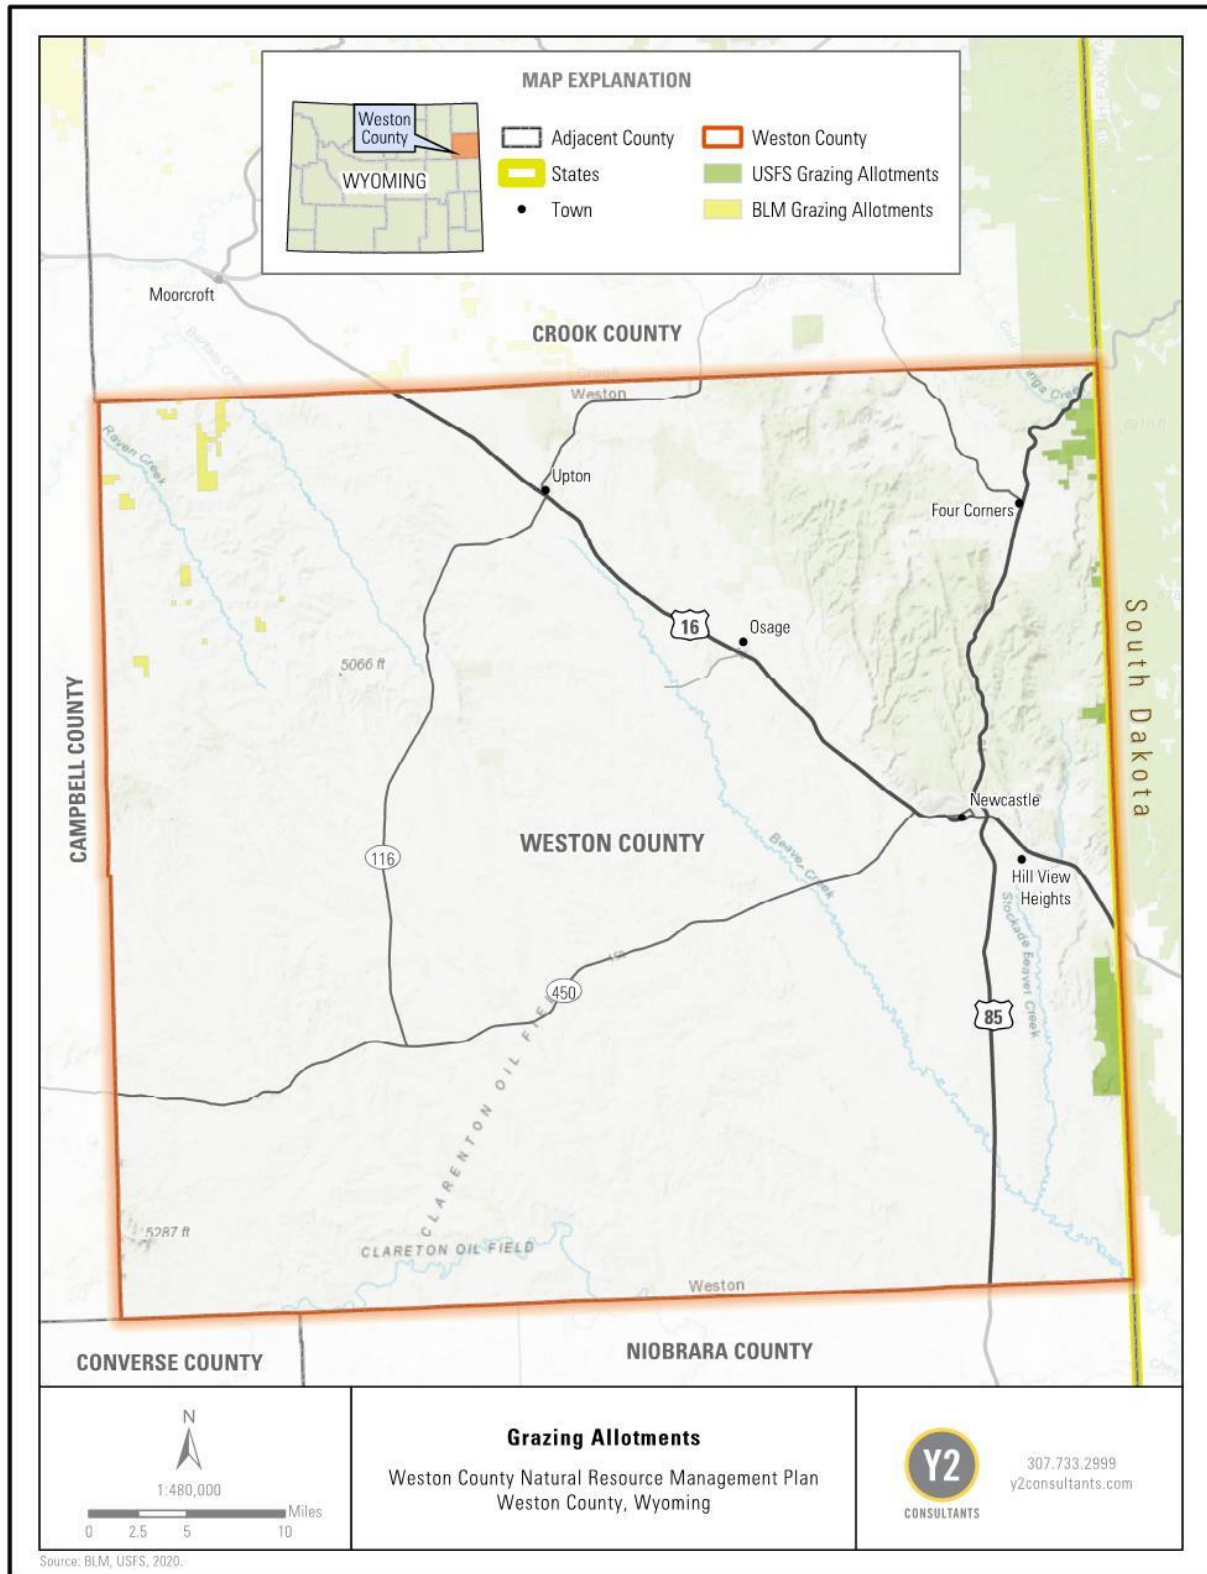 MAP EXPLANATION
Weston
County
WYOMING
Adjacent County
States
Town
Weston County
USFS Grazing Allotments
BLM Grazing Allotments
Moorcroft
CROOK COUNTY
Crook
Weston
Raven Creek
Upton
Four Corners
16
Osage
5066 ft
South Dakota
CAMPBELL COUNTY
Newcastle
WESTON COUNTY
116
Beaver Creek
Hill View
Heights
Stockade Beaver Creek
450
85
CLARENTON OIL FIELD
5287 ft
CLARETON OIL FIELD
Weston
NIOBRARA COUNTY
CONVERSE COUNTY
N
1:480,000
Miles
0 2.5 5 10
Grazing Allotments
Weston County Natural Resource Management Plan
Weston County, Wyoming
Y2
CONSULTANTS
307.733.2999
y2consultants.com
Source: BLM, USFS, 2020.